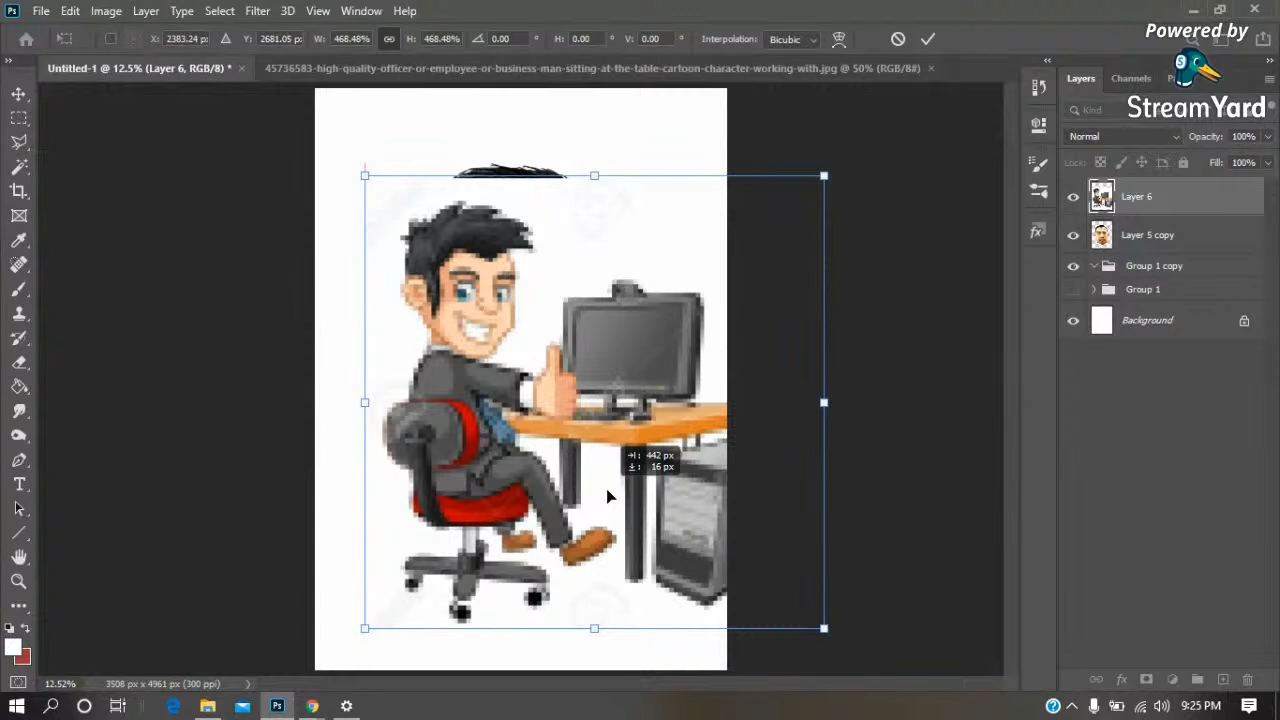 Ps File Edit Image Layer Type Select Filter 3D View Window Help
X: 2383.24 p: Y: 2681.05 p: W: 468.48% H: 468.48% 0.00 ° H: 0.00 ° V: 0.00 ° Interpolation: Bicubic
Powered by
StreamYard
Untitled-1 @ 12.5% (Layer 6, RGB/8) * × 45736583-high-quality-officer-or-employee-or-business-man-sitting-at-the-table-cartoon-character-working-with.jpg @ 50% (RGB/8#) ×
Layers Channels
Kind
Normal Opacity: 100%
Lock: Fill: 100%
Layer 6
Layer 5 copy
Group 1 copy
Group 1
Background
442 px
16 px
12.52% 3508 px x 4961 px (300 ppi)
9:25 PM